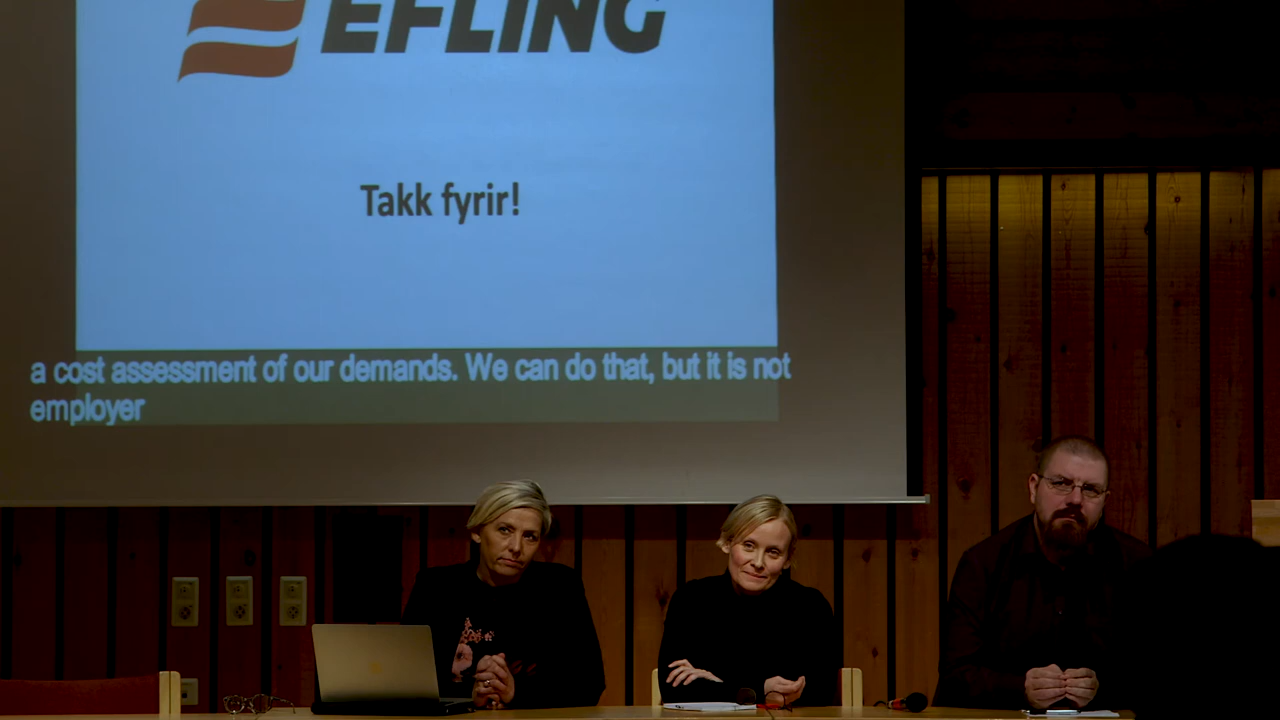 EFLING
Takk fyrir!
a cost assessment of our demands. We can do that, but it is not
employer